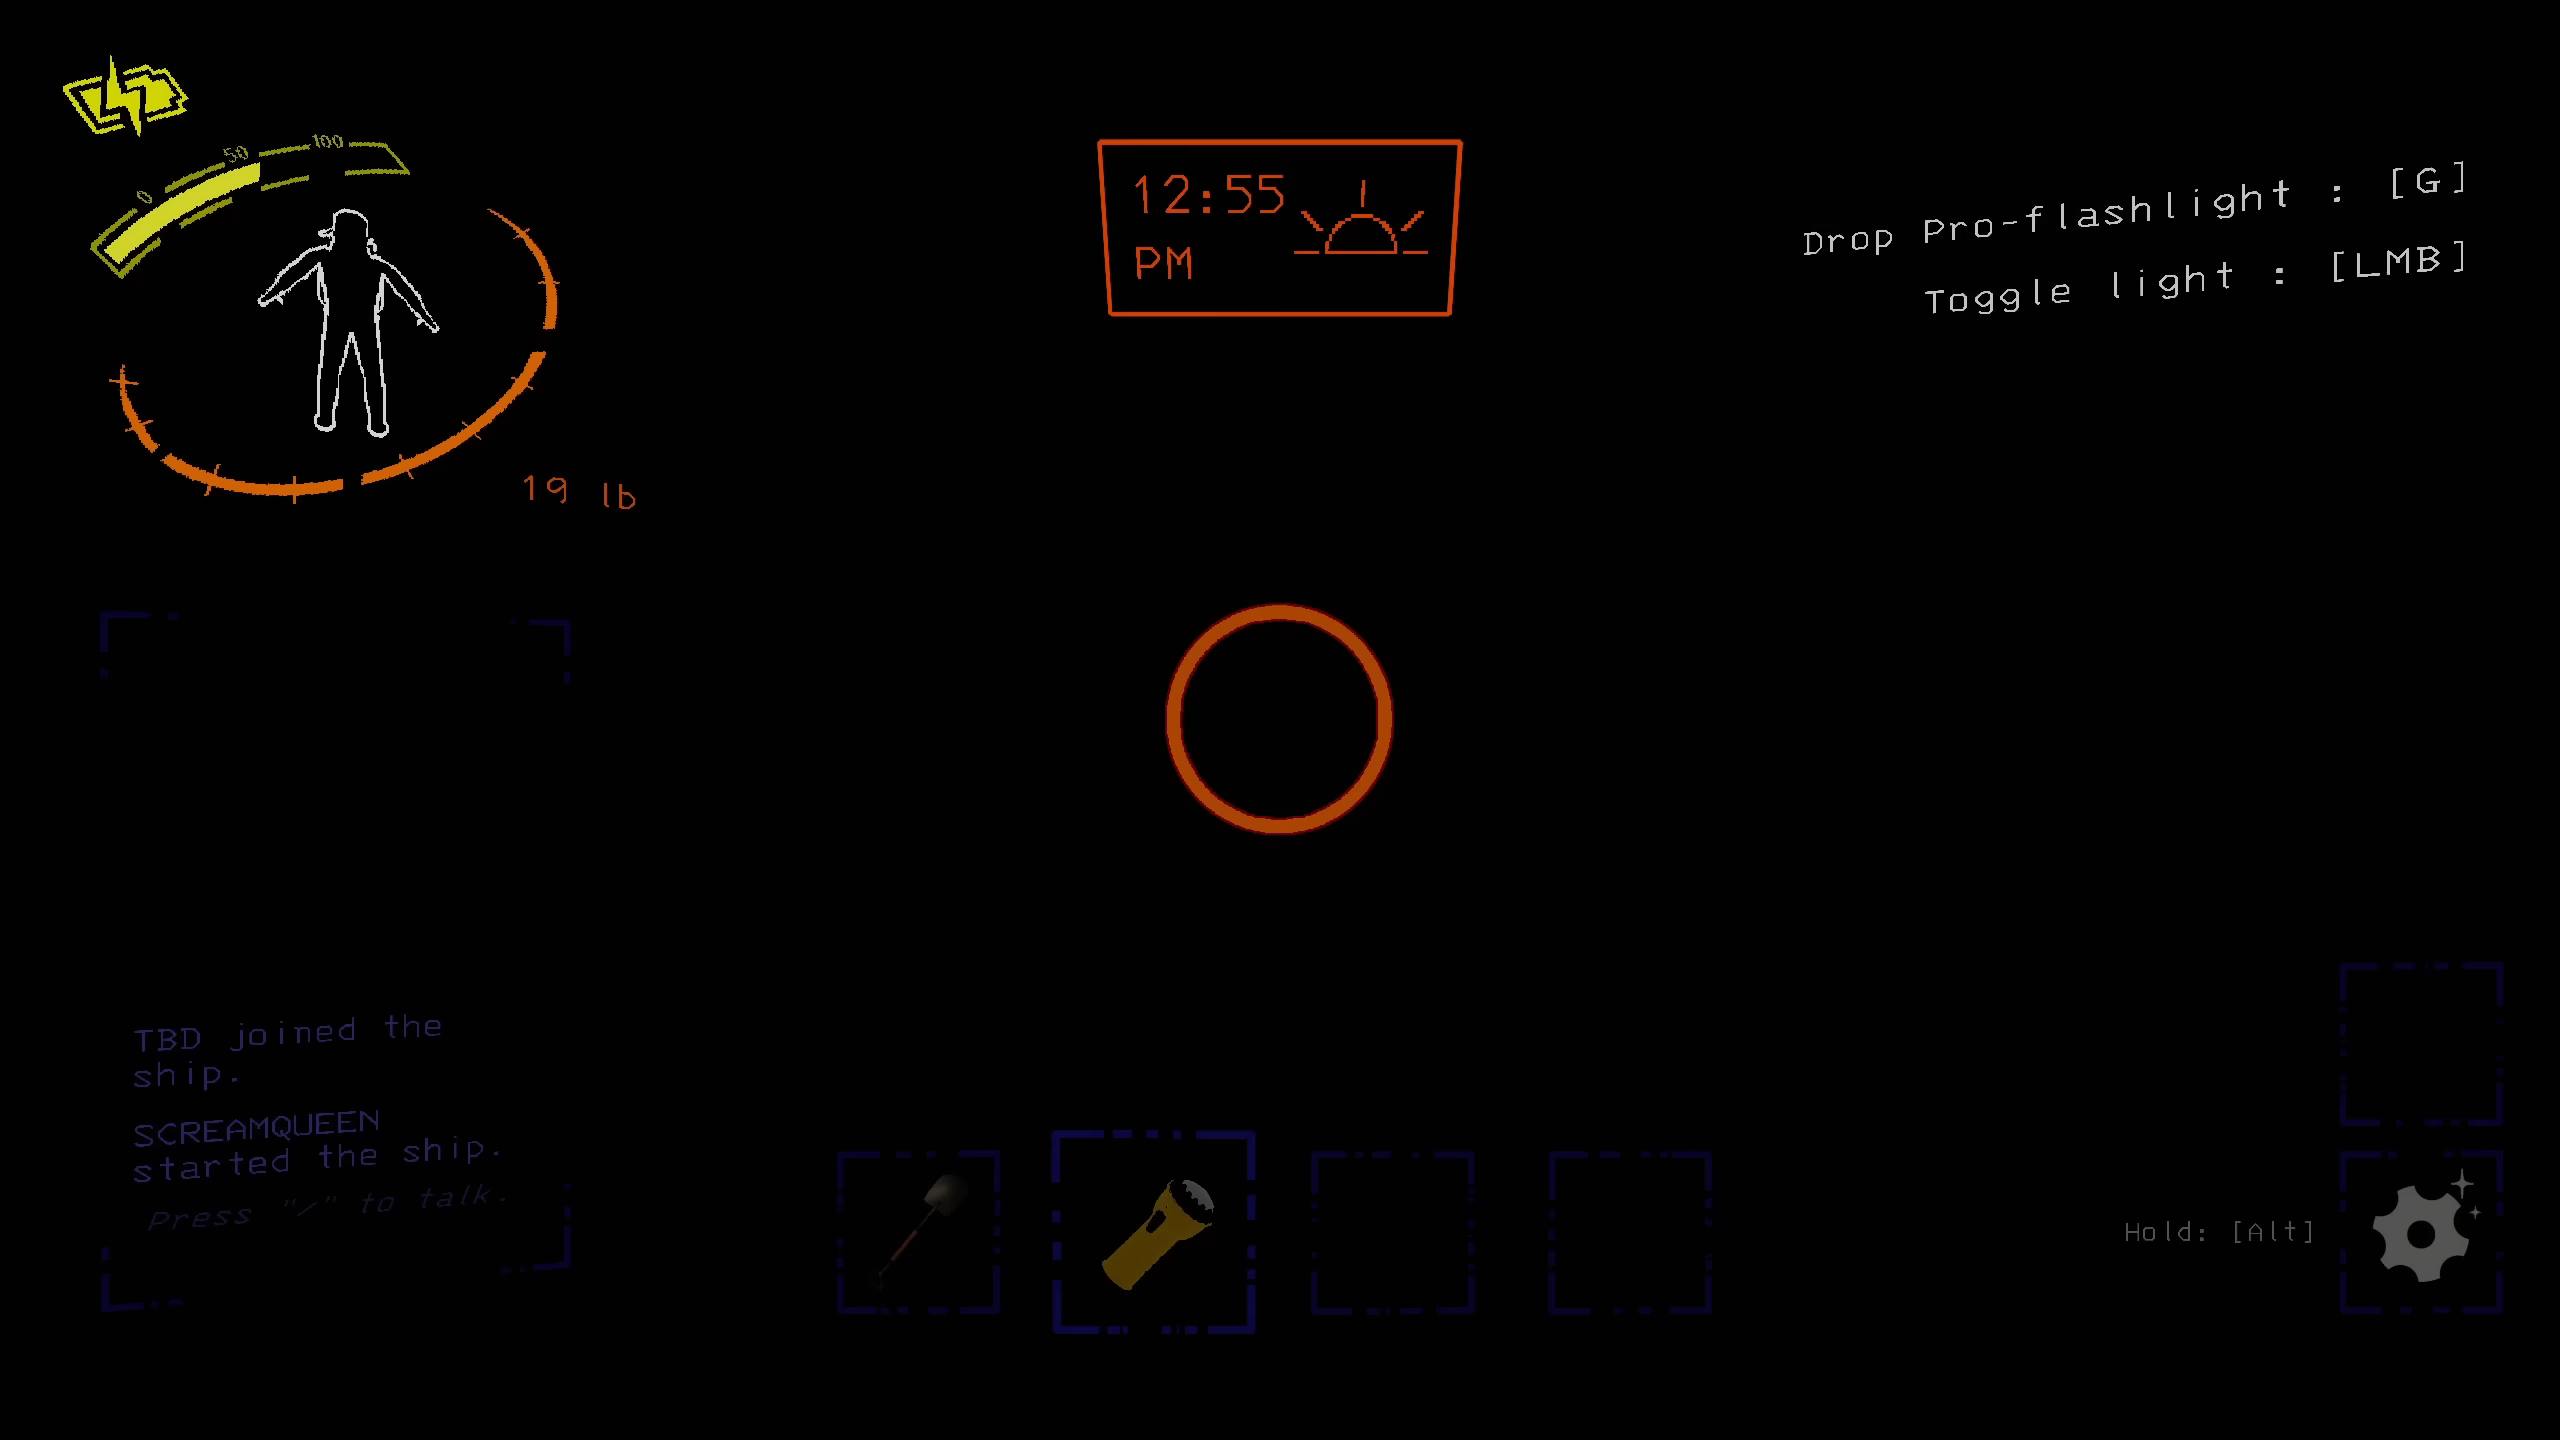 0
50
100
12:55
PM
Drop Pro-flashlight : [G]
Toggle light : [LMB]
19 lb
TBD joined the
ship.
SCREAMQUEEN
started the ship.
Press "/" to talk.
Hold: [Alt]